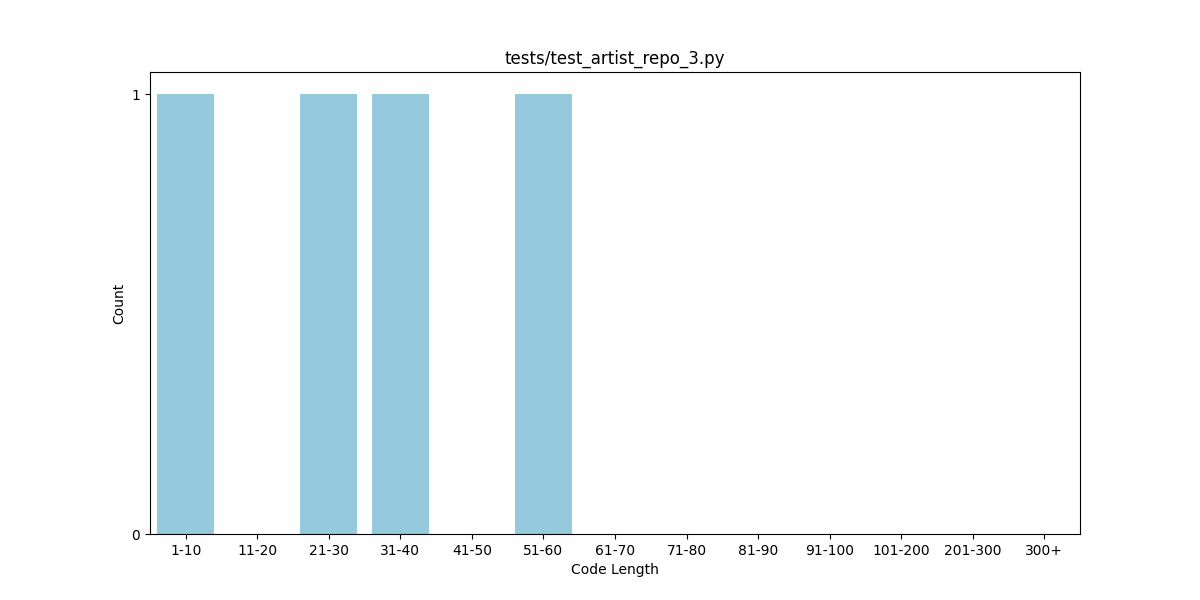 tests/test_artist_repo_3.py
1
Count
0
1-10 11-20 21-30 31-40 41-50 51-60 61-70 71-80 81-90 91-100 101-200 201-300 300+
Code Length